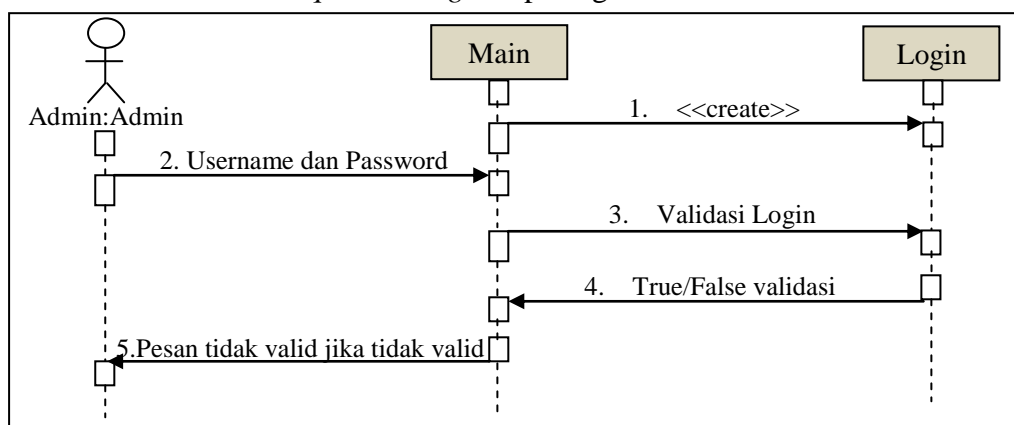 Main
Login
Admin:Admin
1. <<create>>
2. Username dan Password
3. Validasi Login
4. True/False validasi
5.Pesan tidak valid jika tidak valid